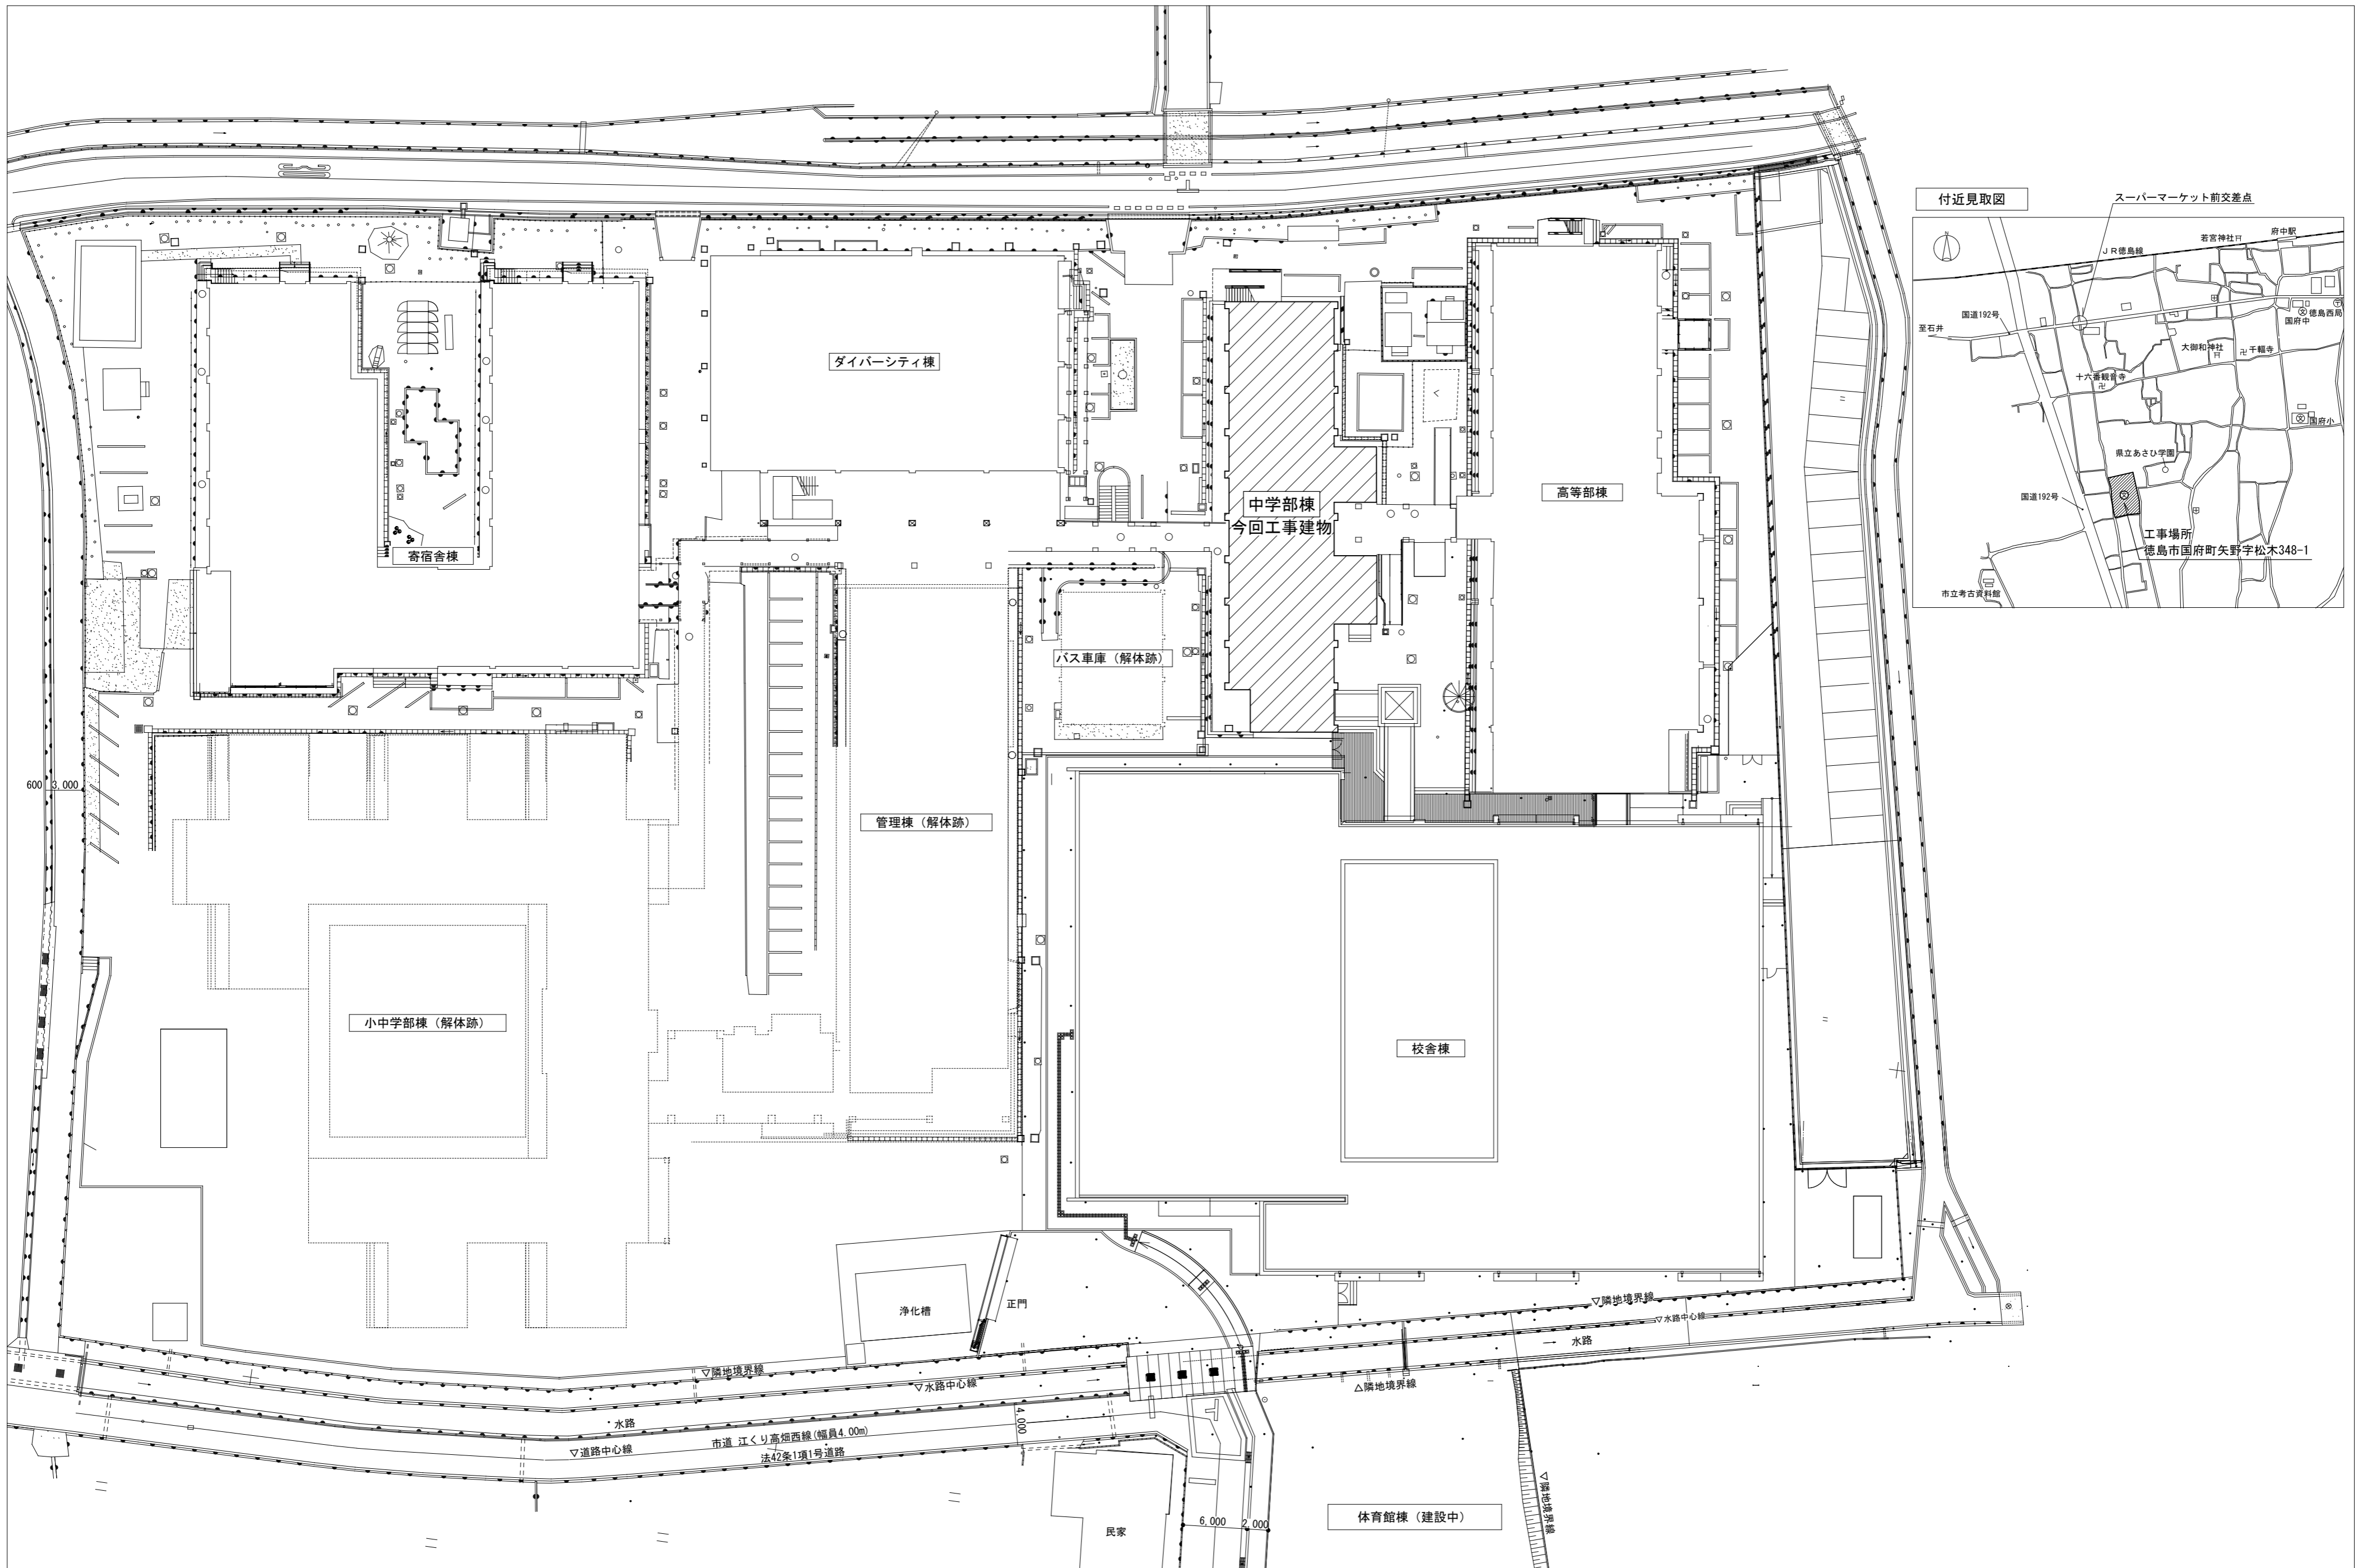 付近見取図
スーパーマーケット前交差点
N
府中駅
若宮神社
ＪＲ徳島線
徳島西局
国府中
国道192号
至石井
大御和神社
卍千輻寺
十六番観音寺
卍
国府小
県立あさひ学園
国道192号
工事場所
徳島市国府町矢野字松木348-1
市立考古資料館
ダイバーシティ棟
中学部棟
今回工事建物
高等部棟
寄宿舎棟
バス車庫（解体跡）
600
3,000
管理棟（解体跡）
小中学部棟（解体跡）
校舎棟
浄化槽
正門
▽隣地境界線
▽水路中心線
水路
▽隣地境界線
▽水路中心線
△隣地境界線
水路
4,000
市道 江くり高畑西線(幅員4.00m)
▽道路中心線
法42条1項1号道路
▽隣地境界線
体育館棟（建設中）
6,000
2,000
民家